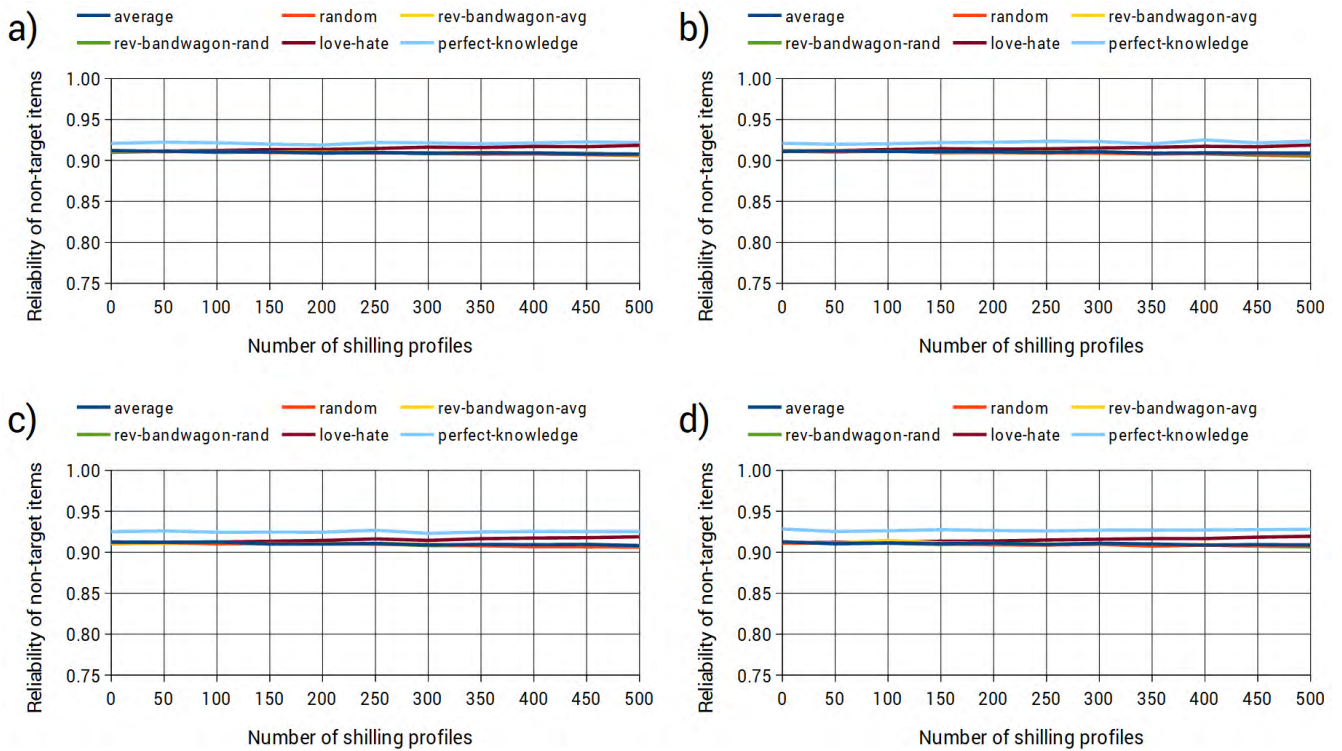 a)
average random rev-bandwagon-avg
rev-bandwagon-rand love-hate perfect-knowledge
Reliability of non-target items
1.00
0.95
0.90
0.85
0.80
0.75
0 50 100 150 200 250 300 350 400 450 500
Number of shilling profiles
b)
average random rev-bandwagon-avg
rev-bandwagon-rand love-hate perfect-knowledge
Reliability of non-target items
1.00
0.95
0.90
0.85
0.80
0.75
0 50 100 150 200 250 300 350 400 450 500
Number of shilling profiles
c)
average random rev-bandwagon-avg
rev-bandwagon-rand love-hate perfect-knowledge
Reliability of non-target items
1.00
0.95
0.90
0.85
0.80
0.75
0 50 100 150 200 250 300 350 400 450 500
Number of shilling profiles
d)
average random rev-bandwagon-avg
rev-bandwagon-rand love-hate perfect-knowledge
Reliability of non-target items
1.00
0.95
0.90
0.85
0.80
0.75
0 50 100 150 200 250 300 350 400 450 500
Number of shilling profiles